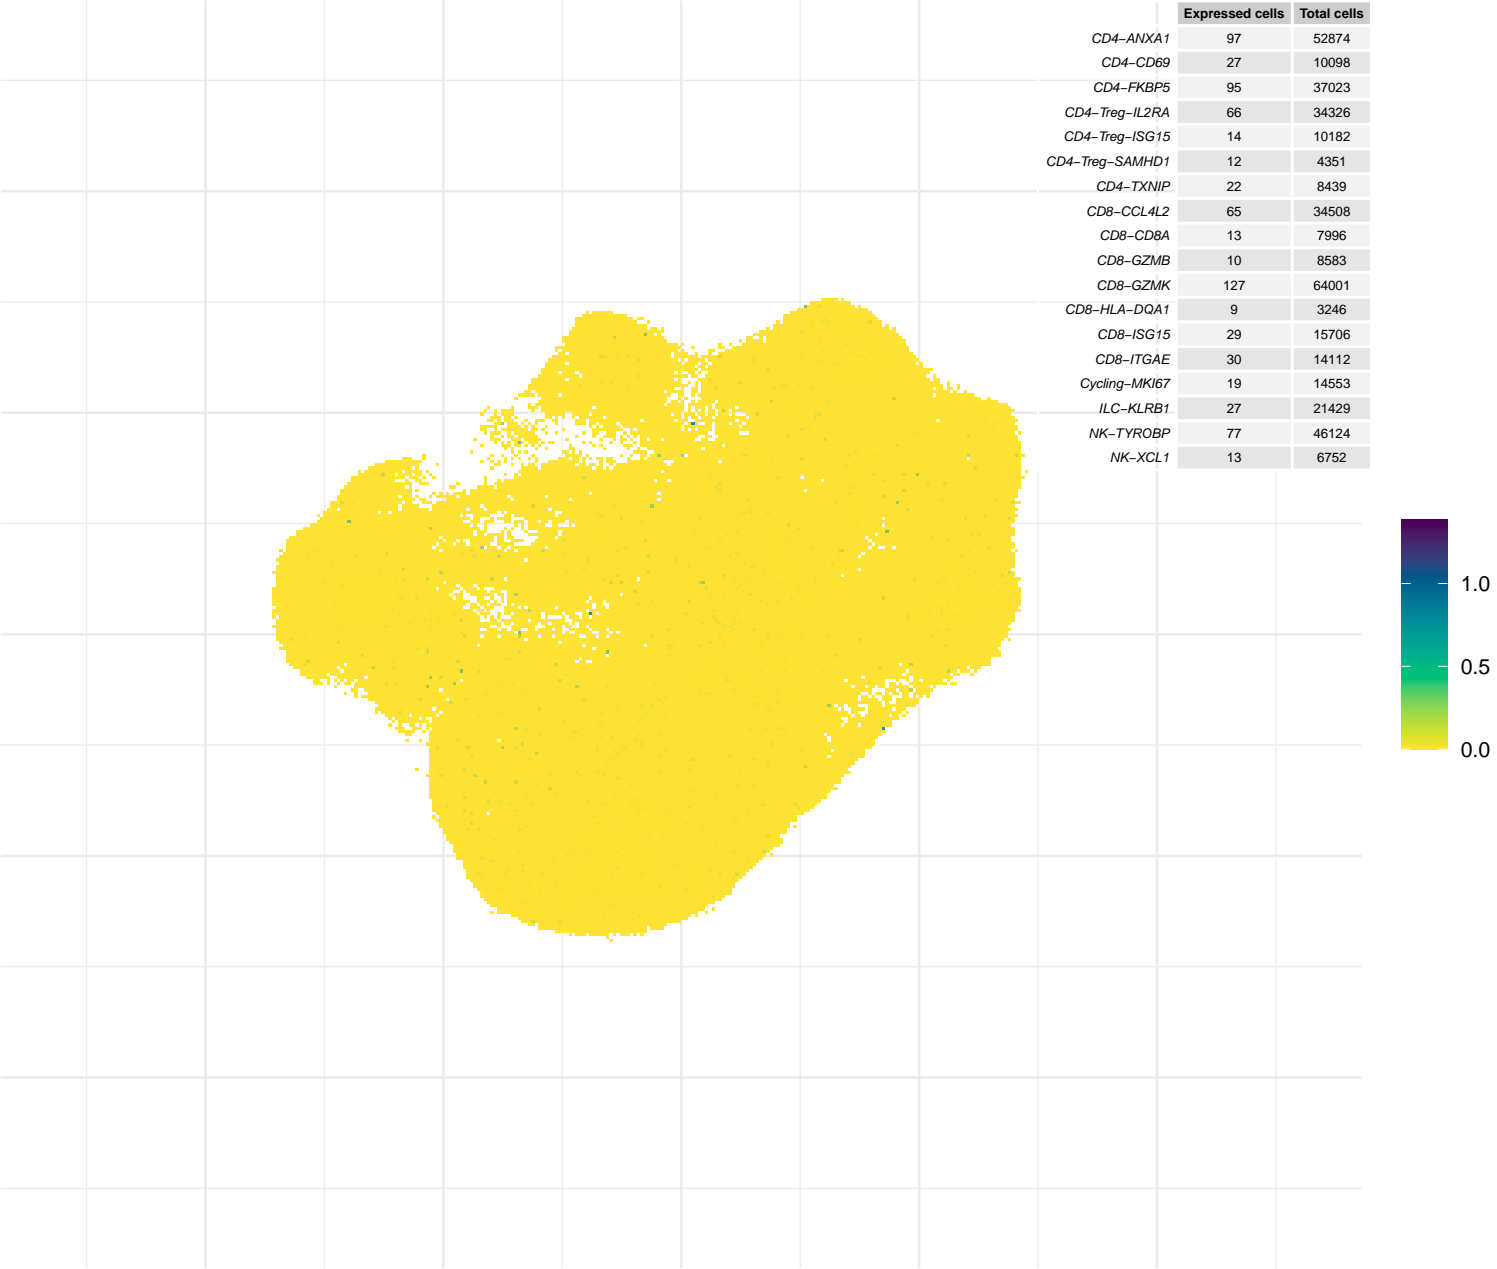 Expressed cells Total cells
CD4−ANXA1 97 52874
CD4−CD69 27 10098
CD4−FKBP5 95 37023
CD4−Treg−IL2RA 66 34326
CD4−Treg−ISG15 14 10182
CD4−Treg−SAMHD1 12 4351
CD4−TXNIP 22 8439
CD8−CCL4L2 65 34508
CD8−CD8A 13 7996
CD8−GZMB 10 8583
CD8−GZMK 127 64001
CD8−HLA−DQA1 9 3246
CD8−ISG15 29 15706
CD8−ITGAE 30 14112
Cycling−MKI67 19 14553
ILC−KLRB1 27 21429
NK−TYROBP 77 46124
NK−XCL1 13 6752
1.0
0.5
0.0